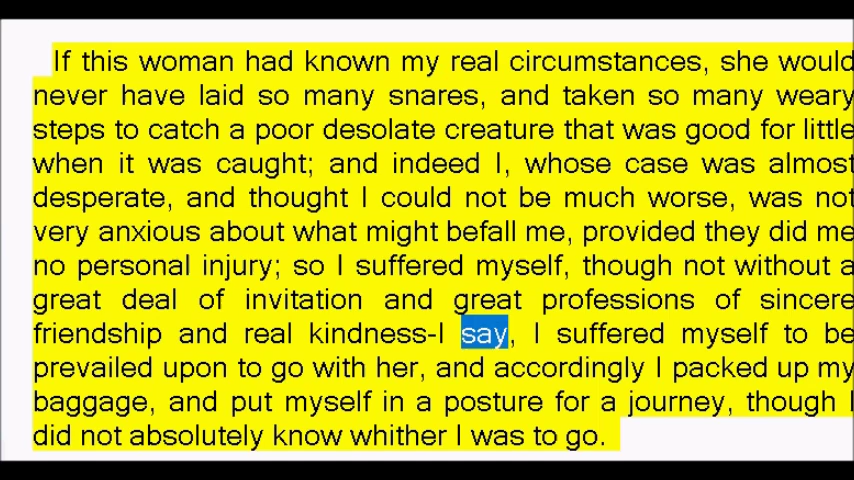 If this woman had known my real circumstances, she would
never have laid so many snares, and taken so many weary
steps to catch a poor desolate creature that was good for little
when it was caught; and indeed I, whose case was almost
desperate, and thought I could not be much worse, was not
very anxious about what might befall me, provided they did me
no personal injury; so I suffered myself, though not without a
great deal of invitation and great professions of sincere
friendship and real kindness-I say, I suffered myself to be
prevailed upon to go with her, and accordingly I packed up my
baggage, and put myself in a posture for a journey, though I
did not absolutely know whither I was to go.